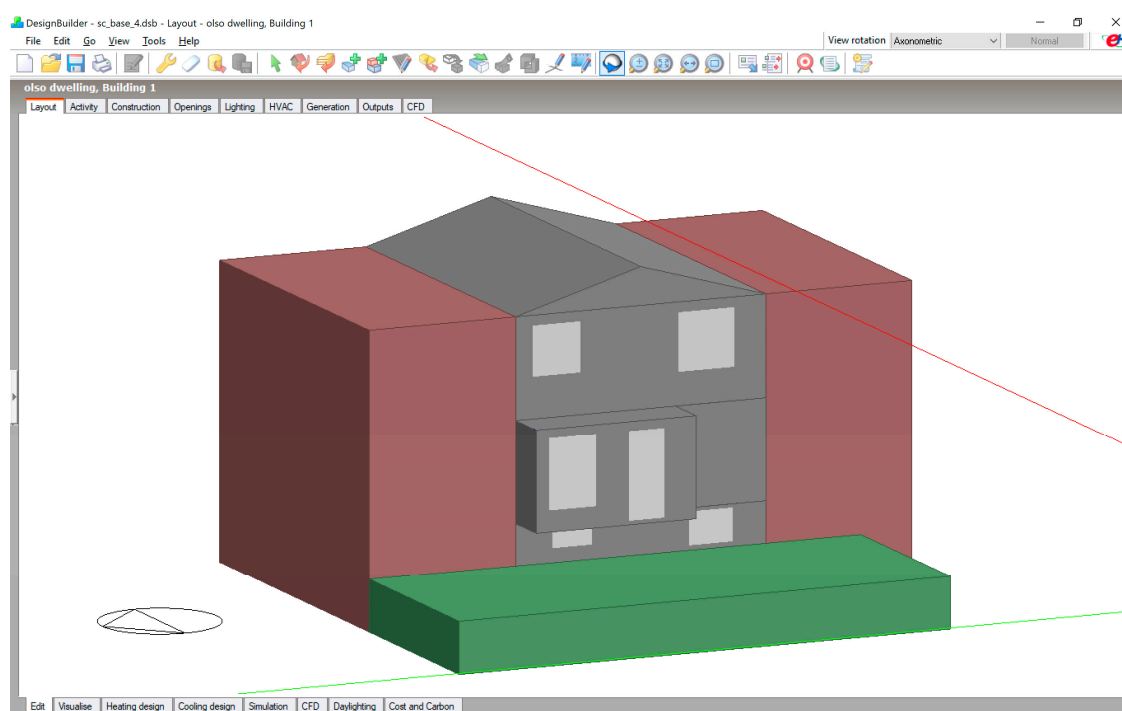 DesignBuilder - sc_base_4.dsb - Layout - olso dwelling, Building 1
File Edit Go View Tools Help
View rotation Axonometric Normal
olso dwelling, Building 1
Layout Activity Construction Openings Lighting HVAC Generation Outputs CFD
Edit Visualise Heating design Cooling design Simulation CFD Daylighting Cost and Carbon